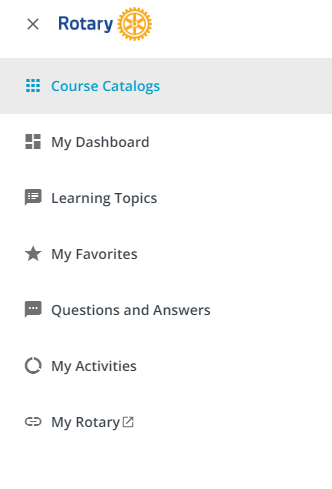 Rotary
Course Catalogs
My Dashboard
Learning Topics
My Favorites
Questions and Answers
My Activities
My Rotary